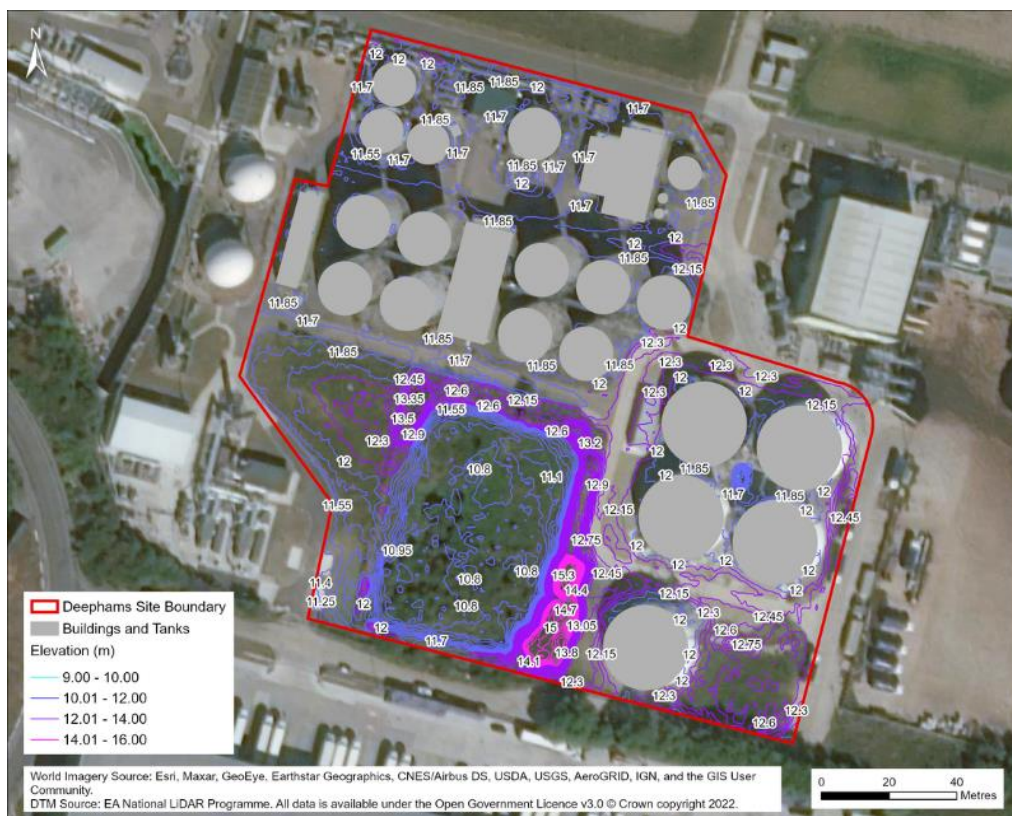 N
12 12 12
11.7 11.85 11.85 12
11.7
11.85 11.7
11.55 11.7 11.7 11.7
11.85 11.7
12
11.7 11.85
11.85
12 12
11.85
12.15
11.85
11.7 12
11.85 11.85 12.3
11.7 12.3 12.3
11.85 11.85 12 12.3
12.45 12.6 12 12.3 12
13.35 12.15 12.15
11.55 12.6
13.5 12.6
12.9 13.2
12.3 12
12 10.8 11.1 11.85
12 11.7
12.9 11.85 12
11.55 12.15 12 12.45
10.95 12.75 12
10.8 15.3 12.45 12 12
11.4 10.8 14.4 12.15 12
11.25 12 10.8 14.7 12.3 12.45
12 15 13.05 12 12.6
11.7 13.8 12.15 12 12.75
14.1 12
12.3 12.3 12.3
12.6
Deephams Site Boundary
Buildings and Tanks
Elevation (m)
9.00 - 10.00
10.01 - 12.00
12.01 - 14.00
14.01 - 16.00
World Imagery Source: Esri, Maxar, GeoEye, Earthstar Geographics, CNES/Airbus DS, USDA, USGS, AeroGRID, IGN, and the GIS User
Community.
DTM Source: EA National LiDAR Programme. All data is available under the Open Government Licence v3.0 © Crown copyright 2022.
0 20 40
Metres